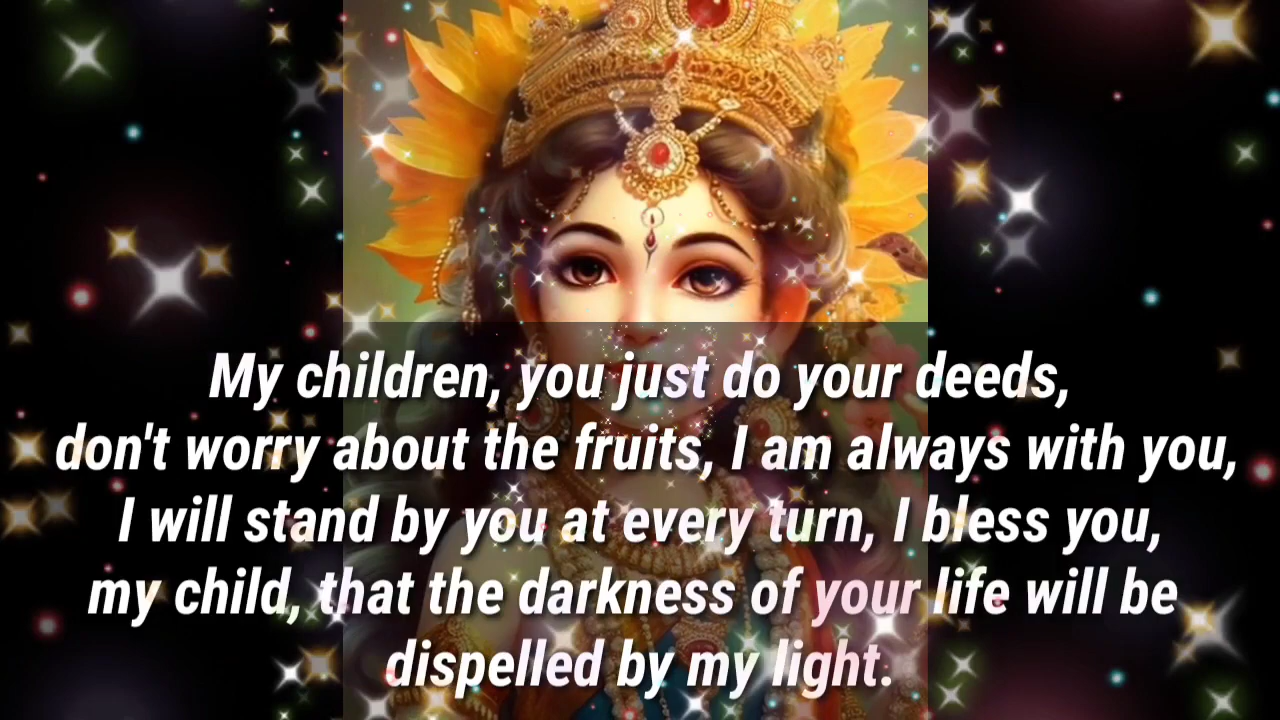 My children, you just do your deeds,
don't worry about the fruits, I am always with you,
I will stand by you at every turn, I bless you,
my child, that the darkness of your life will be
dispelled by my light.